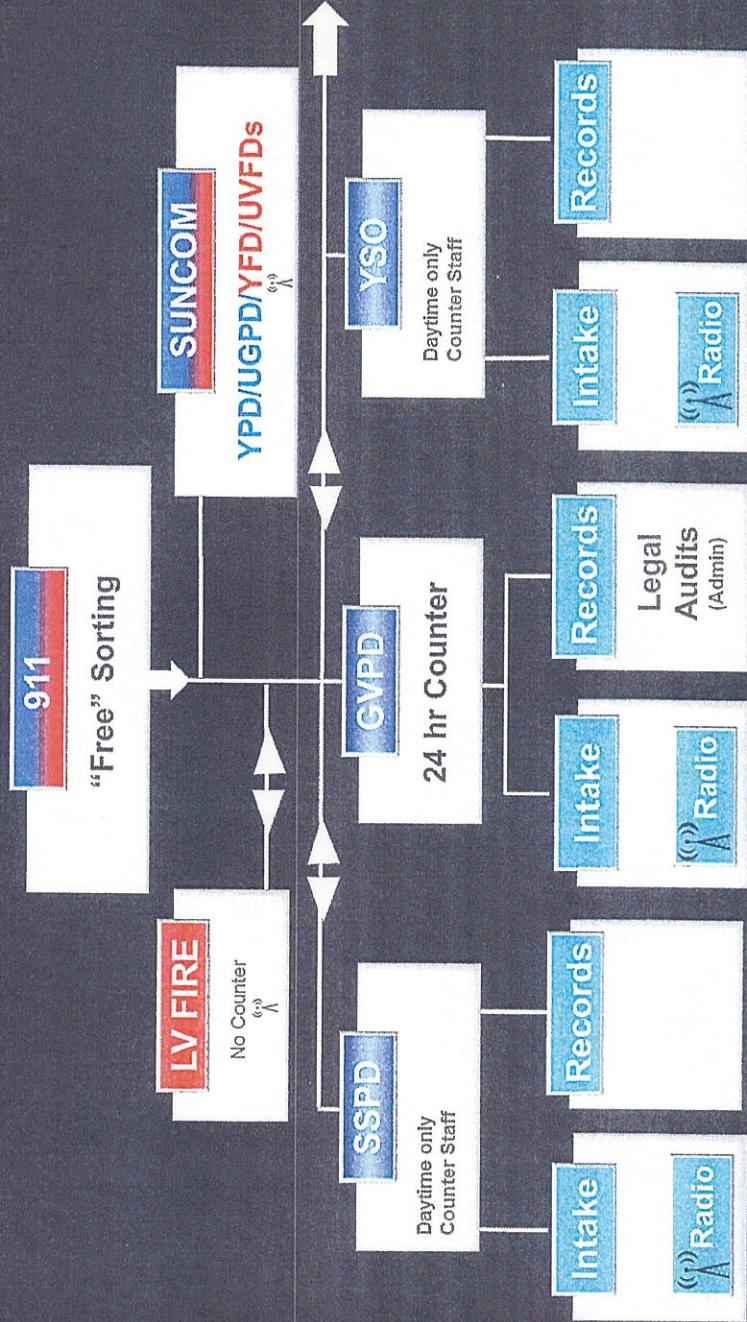 911
“Free” Sorting
LV FIRE
No Counter
SUNCOM
YPD/UGPD/YFD/UVFDs
SSPD
Daytime only
Counter Staff
GVPD
24 hr Counter
YSO
Daytime only
Counter Staff
Intake
Radio
Records
Intake
Radio
Records
Legal
Audits
(Admin)
Intake
Radio
Records